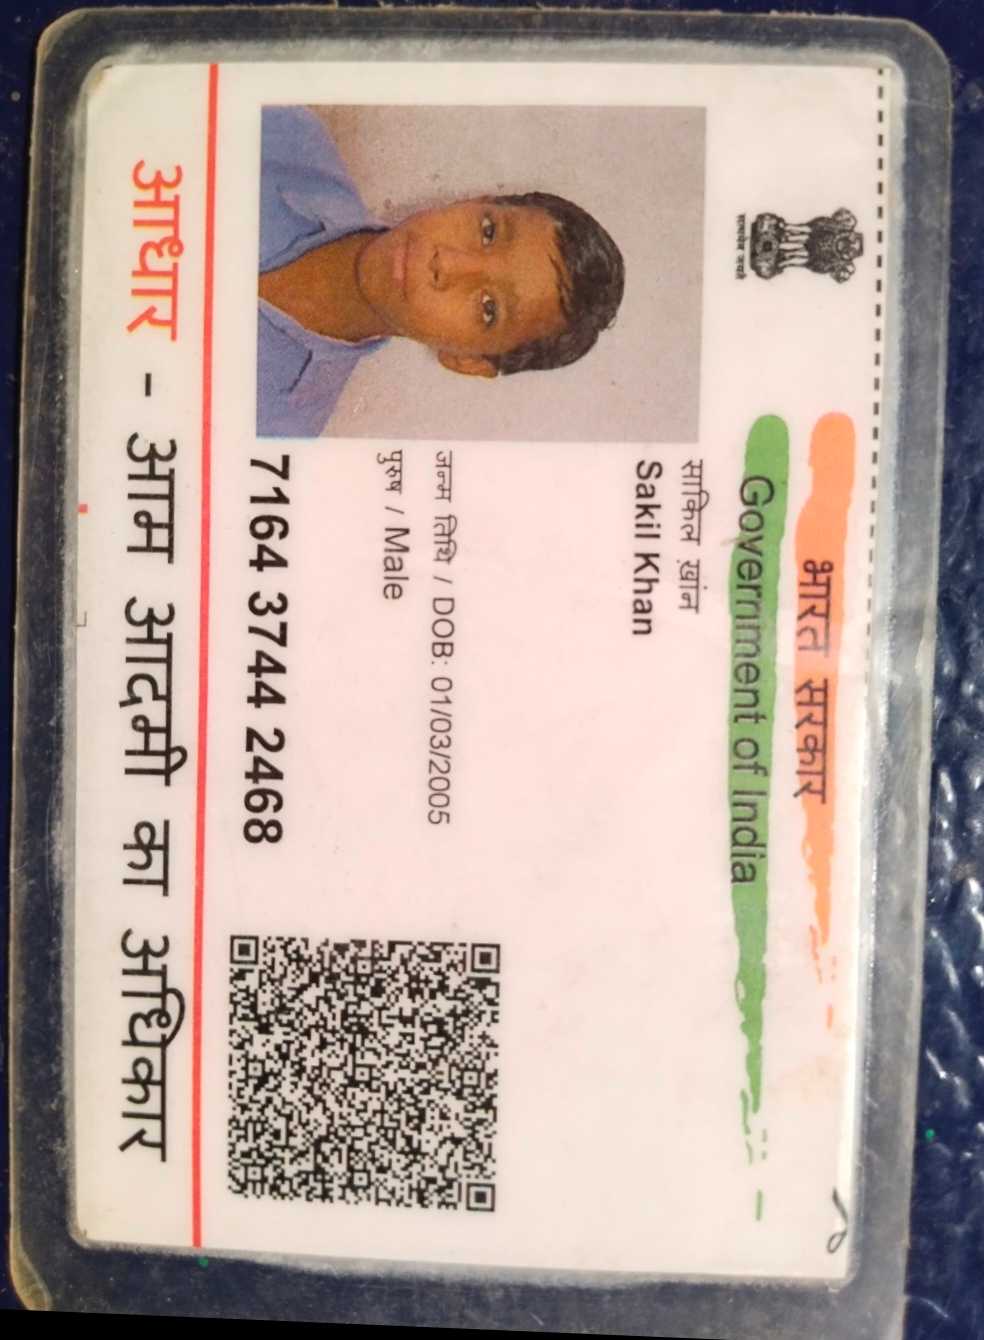 भारत सरकार
Government of India
सत्यमेव जयते
साकिल ख़ांन
Sakil Khan
जन्म तिथि / DOB: 01/03/2005
पुरुष / Male
7164 3744 2468
आधार - आम आदमी का अधिकार